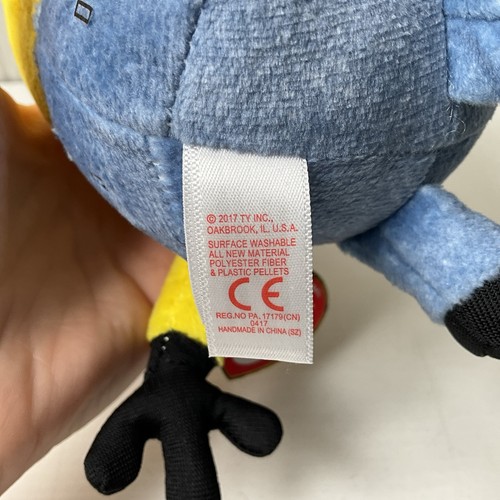 © 2017 TY INC.,
OAKBROOK, IL. U.S.A.
SURFACE WASHABLE
ALL NEW MATERIAL
POLYESTER FIBER
& PLASTIC PELLETS
CE
REG.NO PA. 17179(CN)
0417
HANDMADE IN CHINA (SZ)